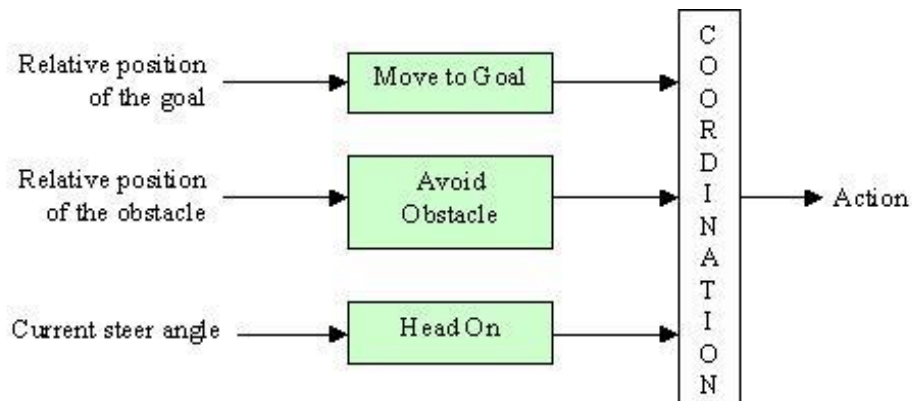 Relative position
of the goal
Move to Goal
Relative position
of the obstacle
Avoid
Obstacle
Current steer angle
Head On
C
O
O
R
D
I
N
A
T
I
O
N
Action